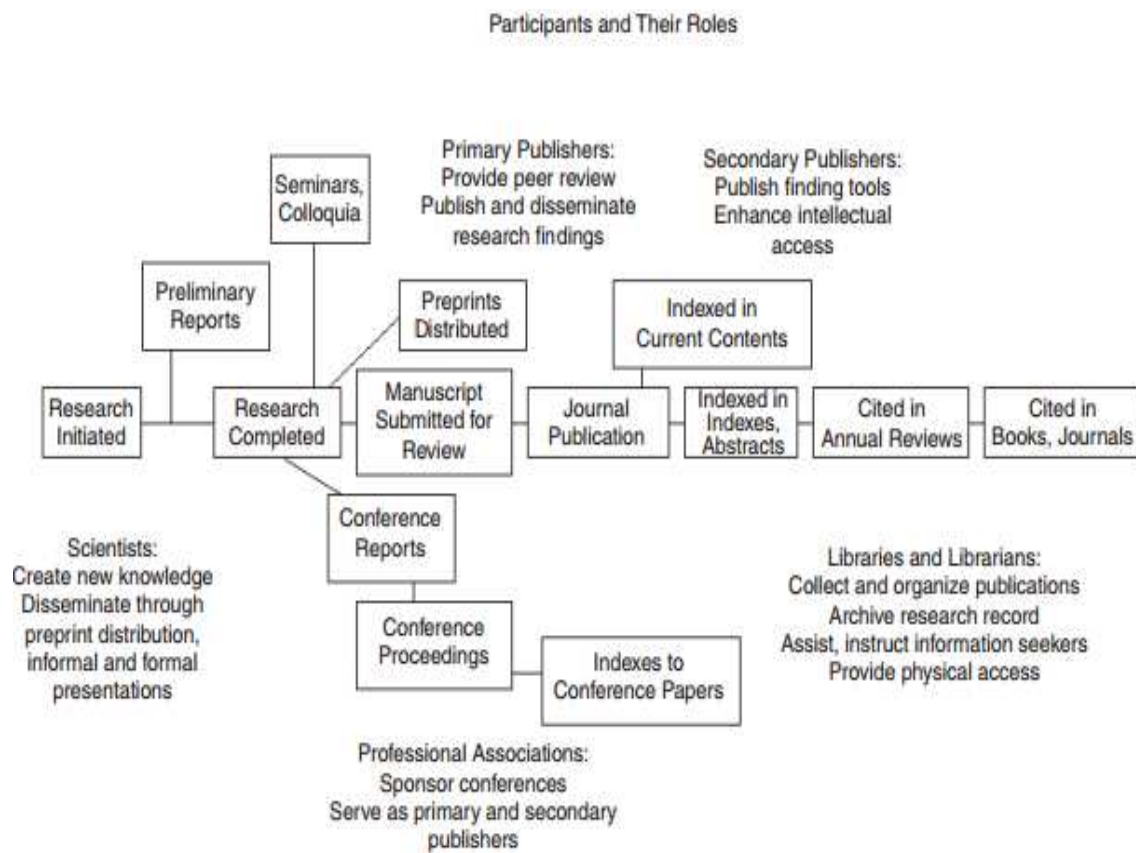 Participants and Their Roles
Primary Publishers:
Provide peer review
Publish and disseminate
research findings
Secondary Publishers:
Publish finding tools
Enhance intellectual
access
Seminars,
Colloquia
Preliminary
Reports
Preprints
Distributed
Indexed in
Current Contents
Research
Initiated
Research
Completed
Manuscript
Submitted for
Review
Journal
Publication
Indexed in
Indexes,
Abstracts
Cited in
Annual Reviews
Cited in
Books, Journals
Conference
Reports
Scientists:
Create new knowledge
Disseminate through
preprint distribution,
informal and formal
presentations
Conference
Proceedings
Indexes to
Conference Papers
Libraries and Librarians:
Collect and organize publications
Archive research record
Assist, instruct information seekers
Provide physical access
Professional Associations:
Sponsor conferences
Serve as primary and secondary
publishers